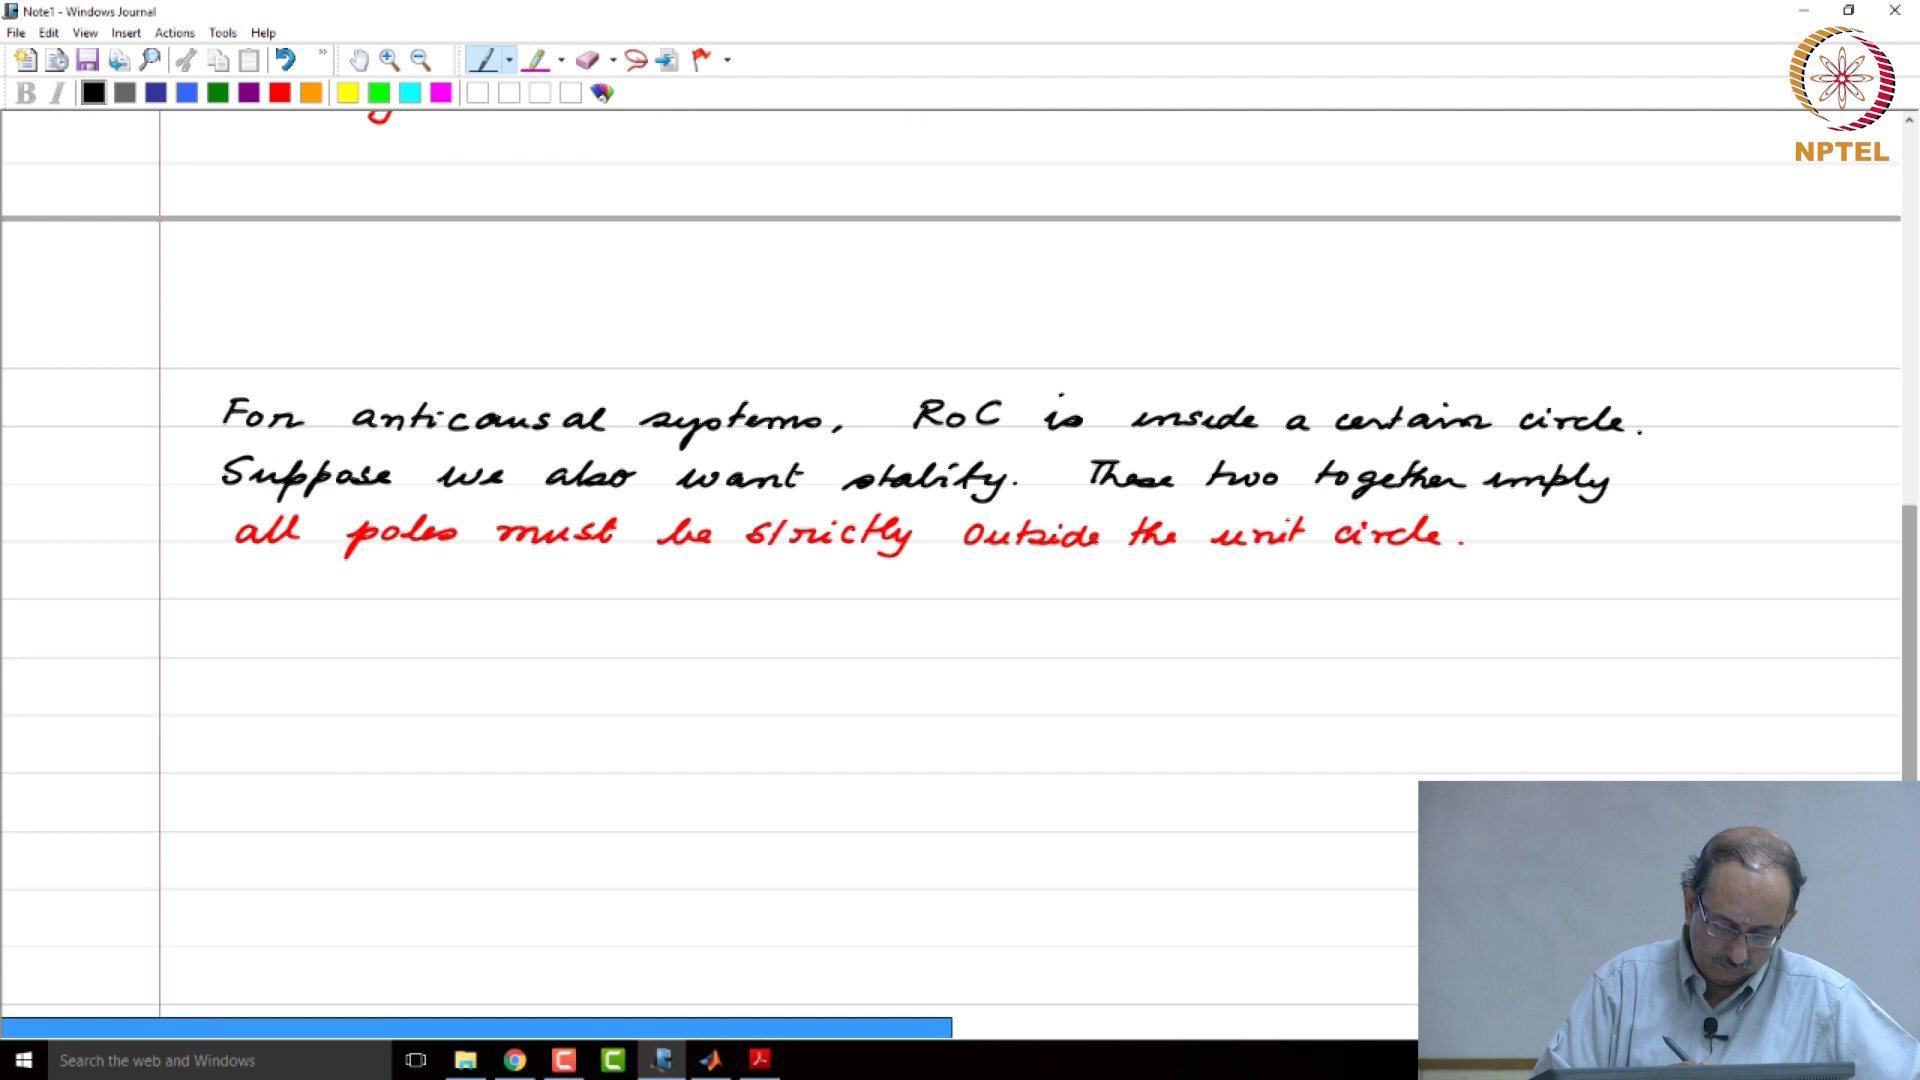 Note1 - Windows Journal
File Edit View Insert Actions Tools Help
B I
NPTEL
For anticausal systems, RoC is inside a certain circle.
Suppose we also want stability. These two together imply
all poles must be strictly outside the unit circle.
Search the web and Windows